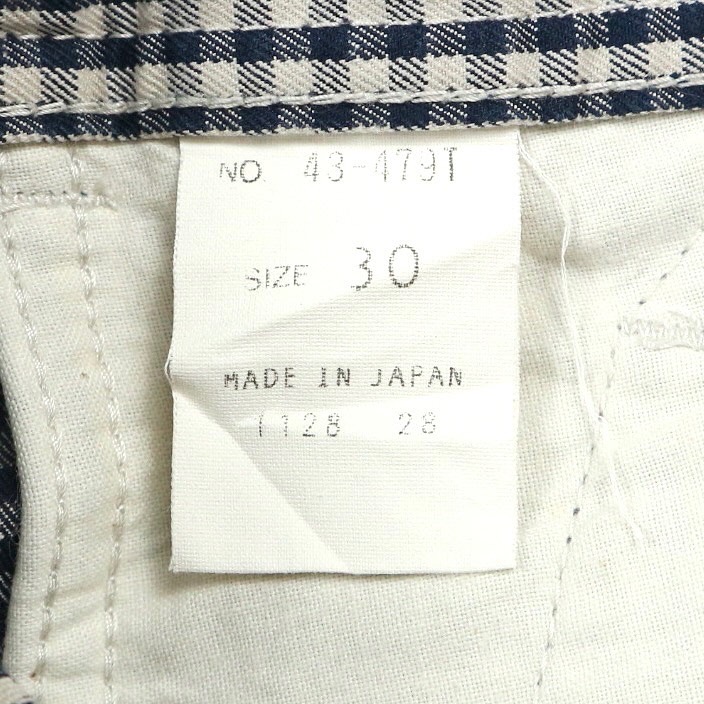 NO. 43-479T
SIZE 30
MADE IN JAPAN
1128 28